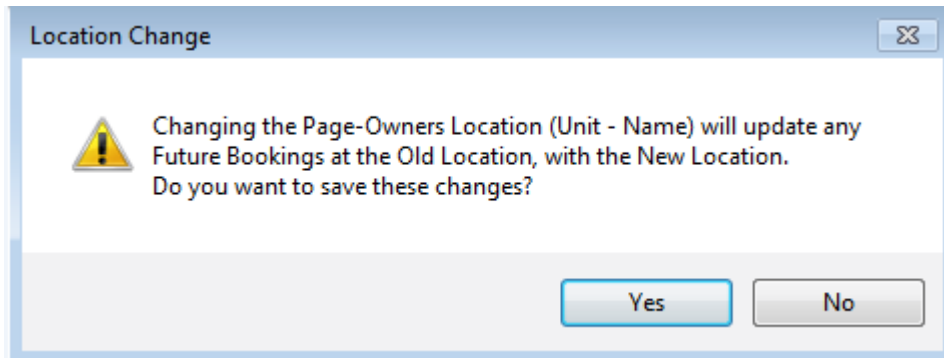 Location Change
Changing the Page-Owners Location (Unit - Name) will update any
Future Bookings at the Old Location, with the New Location.
Do you want to save these changes?
Yes
No